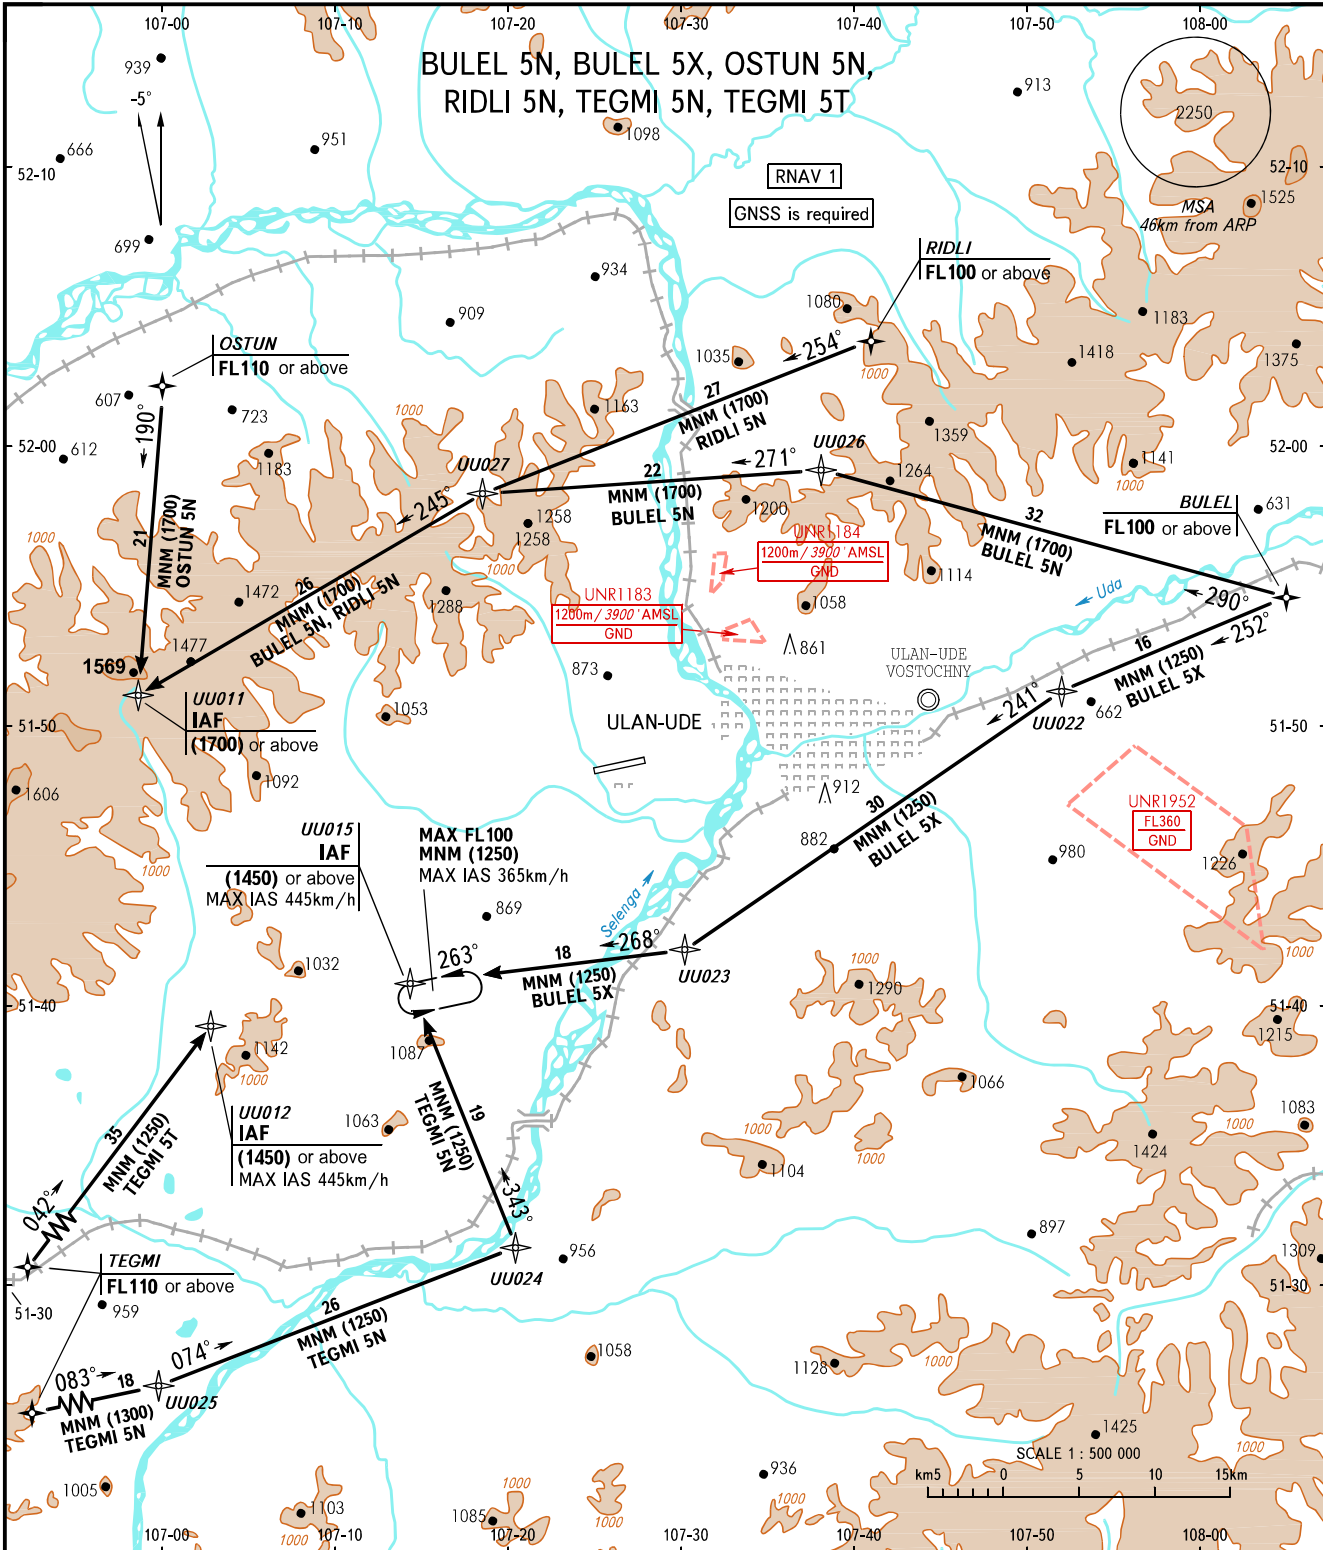 107-00
107-10
107-20
107-30
107-40
107-50
108-00
BULEL 5N, BULEL 5X, OSTUN 5N,
RIDLI 5N, TEGMI 5N, TEGMI 5T
939
-5°
913
2250
1098
951
666
52-10
52-10
RNAV 1
GNSS is required
MSA
46km from ARP
1525
699
RIDLI
FL100 or above
934
909
1080
1183
1418
1375
OSTUN
FL110 or above
1035
254°
1000
27
MNM (1700)
RIDLI 5N
607
723
190°
1163
1000
1359
612
52-00
52-00
1183
UU027
UU026
271°
22
MNM (1700)
BULEL 5N
1264
1141
1000
1200
245°
1258
1258
1000
BULEL
FL100 or above
631
32
MNM (1700)
BULEL 5N
UNR1184
1200m/3900'AMSL
GND
1000
21
MNM (1700)
OSTUN 5N
1472
26
MNM (1700)
BULEL 5N, RIDLI 5N
1288
1114
1058
UNR1183
1200m/3900'AMSL
GND
Uda
290°
252°
16
MNM (1250)
BULEL 5X
861
1477
1569
873
ULAN-UDE
VOSTOCHNY
UU011
IAF
(1700) or above
241°
UU022
662
1053
ULAN-UDE
51-50
51-50
1092
1606
912
30
MNM (1250)
BULEL 5X
UNR1952
FL360
GND
882
980
1226
1000
UU015
IAF
(1450) or above
MAX IAS 445km/h
MAX FL100
MNM (1250)
MAX IAS 365km/h
869
Selenga
263°
268°
18
MNM (1250)
BULEL 5X
UU023
1032
1000
1290
51-40
51-40
1215
1087
1142
1000
1066
19
MNM (1250)
TEGMI 5N
UU012
IAF
(1450) or above
MAX IAS 445km/h
1063
1000
1083
1000
1424
1000
1104
35
MNM (1250)
TEGMI 5T
042°
343°
897
956
1309
UU024
TEGMI
FL110 or above
51-30
51-30
959
26
MNM (1250)
TEGMI 5N
074°
1058
1128
1000
083°
18
UU025
MNM (1300)
TEGMI 5N
1425
1000
SCALE 1 : 500 000
km5
0
5
10
15km
936
1005
1000
1103
1000
1085
1000
107-00
107-10
107-20
107-30
107-40
107-50
108-00